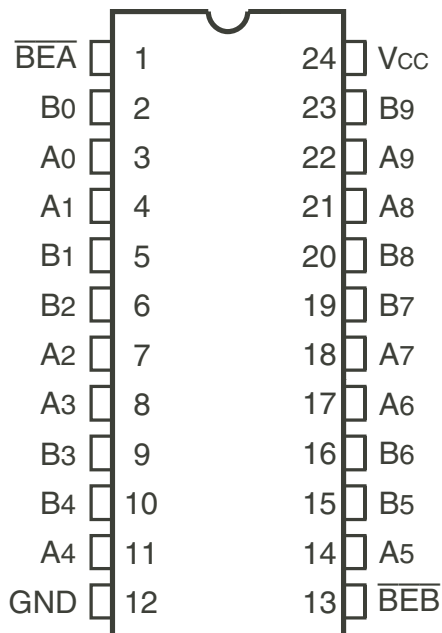 B̅E̅A̅ 1 24 VCC
B0 2 23 B9
A0 3 22 A9
A1 4 21 A8
B1 5 20 B8
B2 6 19 B7
A2 7 18 A7
A3 8 17 A6
B3 9 16 B6
B4 10 15 B5
A4 11 14 A5
GND 12 13 B̅E̅B̅